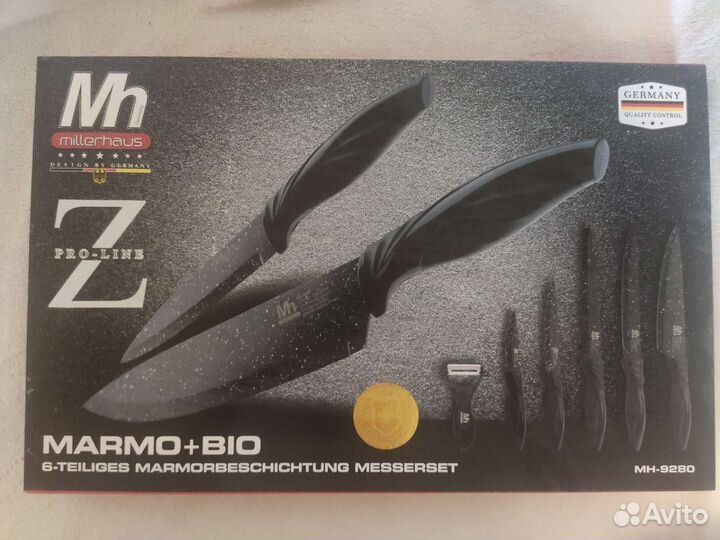 Mh
millerhaus
DESIGN BY GERMANY
Z
PRO-LINE
GERMANY
QUALITY CONTROL
Mh
MARMO+BIO
6-TEILIGES MARMORBESCHICHTUNG MESSERSET
MH-9280
Avito